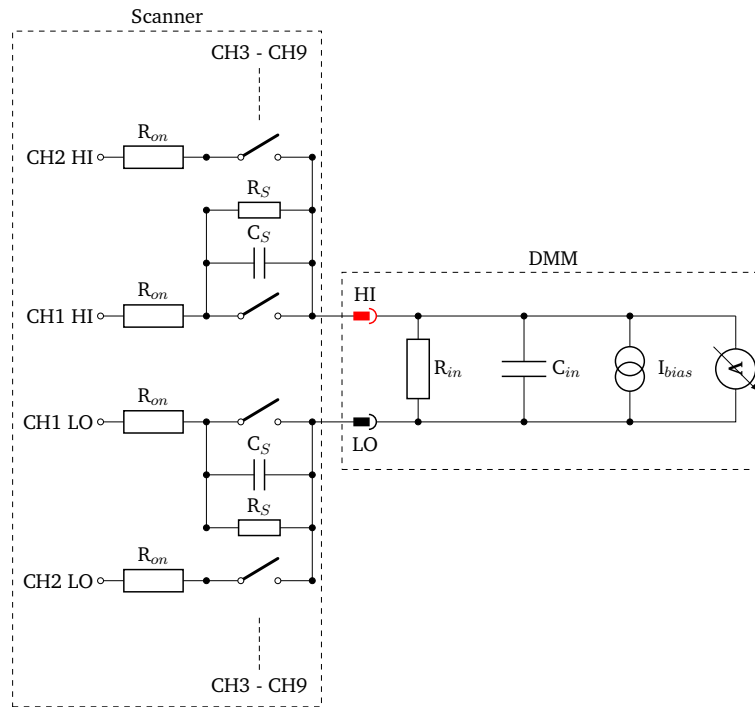 Scanner
CH3 - CH9
R_on
CH2 HI
R_S
C_S
DMM
R_on
HI
CH1 HI
R_in
C_in
I_bias
V
R_on
CH1 LO
LO
C_S
R_S
R_on
CH2 LO
CH3 - CH9